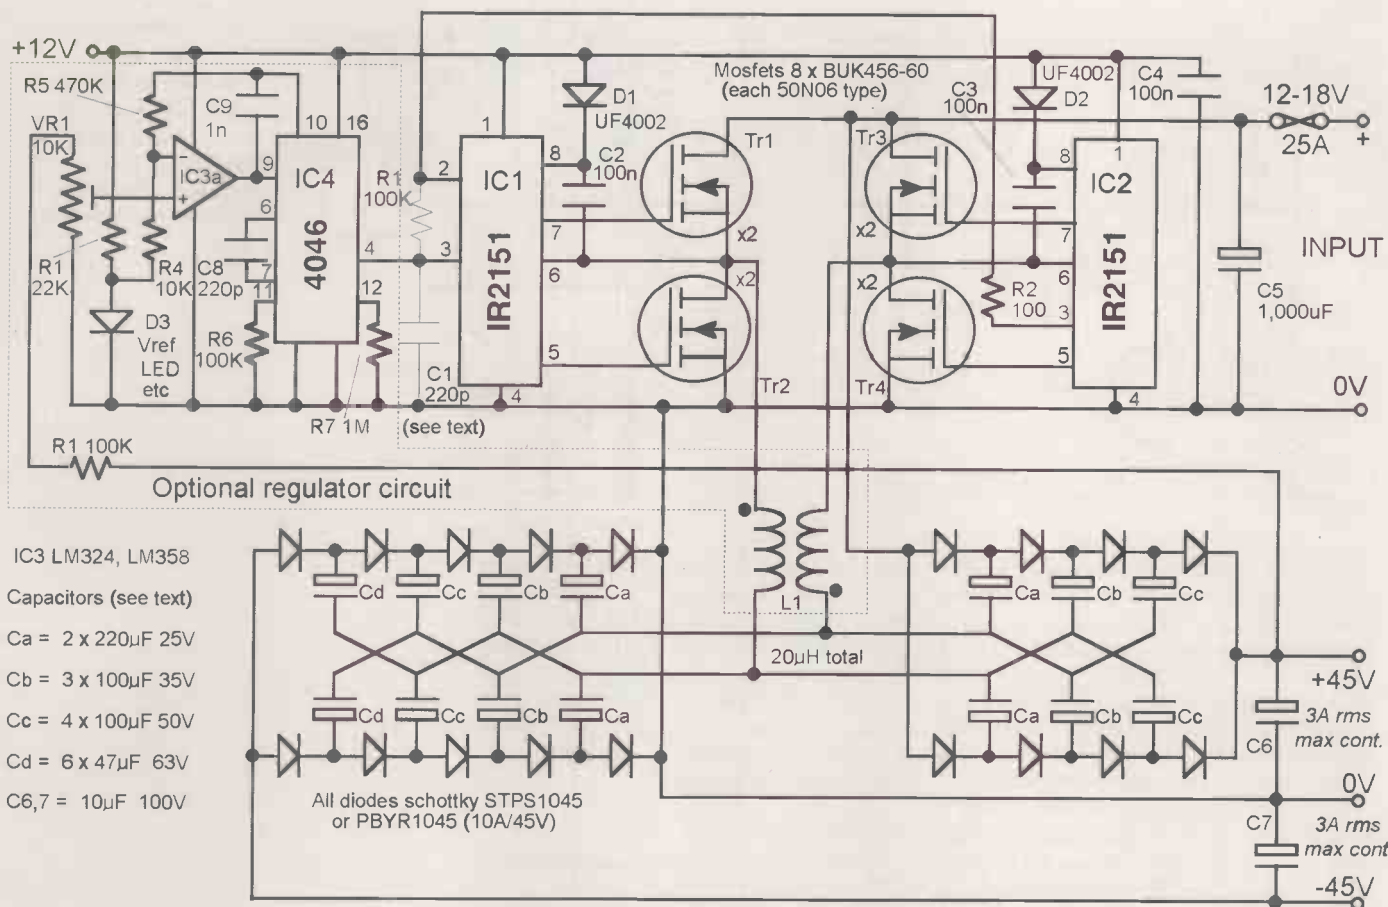 +12V
R5 470K
VR1
10K
C9
1n
10
16
9
IC3a
−
+
IC4
4046
6
7
11
4
12
R1
22K
R4
10K
C8
220p
D3
Vref
LED
etc
R6
100K
R7 1M
R1
100K
C1
220p
(see text)
2
3
1
8
7
6
5
4
IC1
IR2151
D1
UF4002
C2
100n
Mosfets 8 x BUK456-60
(each 50N06 type)
Tr1
x2
x2
Tr2
Tr3
x2
x2
Tr4
C3
100n
UF4002
D2
C4
100n
8
1
7
6
3
5
4
IC2
IR2151
R2
100
12-18V
25A
+
INPUT
C5
1,000uF
0V
R1 100K
Optional regulator circuit
IC3 LM324, LM358
Capacitors (see text)
Ca = 2 x 220µF 25V
Cb = 3 x 100µF 35V
Cc = 4 x 100µF 50V
Cd = 6 x 47µF 63V
C6,7 = 10µF 100V
Cd
Cc
Cb
Ca
Cd
Cc
Cb
Ca
L1
20µH total
Ca
Cb
Cc
Ca
Cb
Cc
All diodes schottky STPS1045
or PBYR1045 (10A/45V)
+45V
C6
3A rms
max cont.
0V
C7
3A rms
max cont
-45V